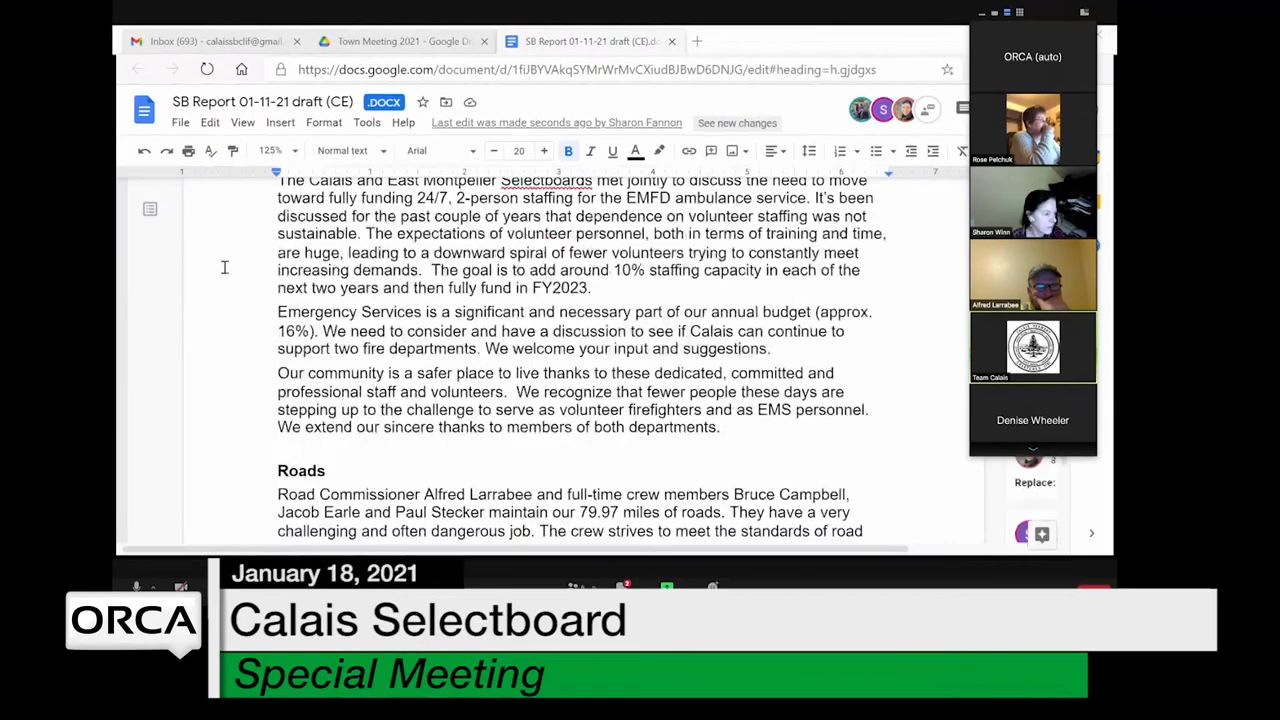 ORCA (auto)
Inbox (693) - calaissbclif@gmail.
Town Meeting 2021 - Google D
SB Report 01-11-21 draft (CE).d
https://docs.google.com/document/d/1fiJBYVAkqSYMrWrMvCXiudBJBwD6DNJG/edit#heading=h.gjdgxs
SB Report 01-11-21 draft (CE) .DOCX
S
File Edit View Insert Format Tools Help Last edit was made seconds ago by Sharon Fannon See new changes
125% Normal text Arial 20 B I U A
1 1 2 3 4 5 6 7
Rose Pelchuk
Sharon Winn
Alfred Larrabee
Team Calais
Denise Wheeler
The Calais and East Montpelier Selectboards met jointly to discuss the need to move
toward fully funding 24/7, 2-person staffing for the EMFD ambulance service. It's been
discussed for the past couple of years that dependence on volunteer staffing was not
sustainable. The expectations of volunteer personnel, both in terms of training and time,
are huge, leading to a downward spiral of fewer volunteers trying to constantly meet
increasing demands. The goal is to add around 10% staffing capacity in each of the
next two years and then fully fund in FY2023.
Emergency Services is a significant and necessary part of our annual budget (approx.
16%). We need to consider and have a discussion to see if Calais can continue to
support two fire departments. We welcome your input and suggestions.
Our community is a safer place to live thanks to these dedicated, committed and
professional staff and volunteers. We recognize that fewer people these days are
stepping up to the challenge to serve as volunteer firefighters and as EMS personnel.
We extend our sincere thanks to members of both departments.
Roads
Road Commissioner Alfred Larrabee and full-time crew members Bruce Campbell,
Jacob Earle and Paul Stecker maintain our 79.97 miles of roads. They have a very
challenging and often dangerous job. The crew strives to meet the standards of road
Replace:
January 18, 2021
ORCA
Calais Selectboard
Special Meeting